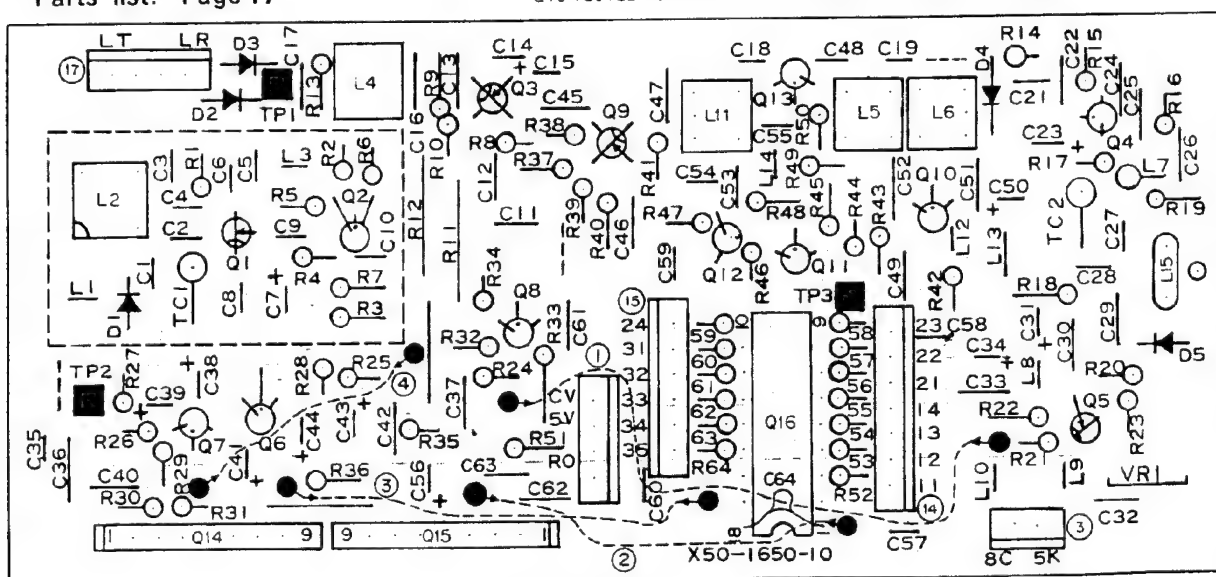 Parts list: Page 17
LT LR D3 C17 C14 C15 C18 C48 C19 D4 R14 C22 R15 C24 C25 R16
17 D2 TP1 R13 L4 R9 C13 Q3 C45 Q9 C47 L11 Q13 R50 L5 L6 C21 C23 Q4
C16 R10 R8 R38 R37 R41 C55 C26
C3 R1 C6 C5 L3 R2 R6 C12 C54 C53 L14 R49 R45 R44 R43 C52 Q10 C51 C50 R17 L7
L2 C4 R5 Q2 R39 R48 TC2 R19
C2 Q1 C9 C10 R12 R11 C11 R40 C46 R47 L12 L13 C27
L1 C1 D1 TC1 C8 C7 R4 R7 R3 R34 C59 Q12 R46 Q11 TP3 C49 R42 R18 C28 L15
R32 Q8 R33 C61 15 24 59 9 58 23 C58 C31 C30 C29 D5
TP2 R27 C38 R28 R25 4 R24 1 31 60 57 22 C34 L8 R20
C39 C37 CV 32 61 56 21 C33
R26 Q7 Q6 C44 C43 C42 R35 5V 33 62 Q16 55 14 R22 Q5 R23
C35 C36 R29 C41 R51 34 63 54 13 R21
C40 R36 C56 C63 R0 35 R64 53 12 L10 L9 VR1
R30 R31 3 C62 C60 C64 R52 11 14 C32
1 Q14 9 9 Q15 1 2 18 X50-1650-10 C57 8C 5K 3